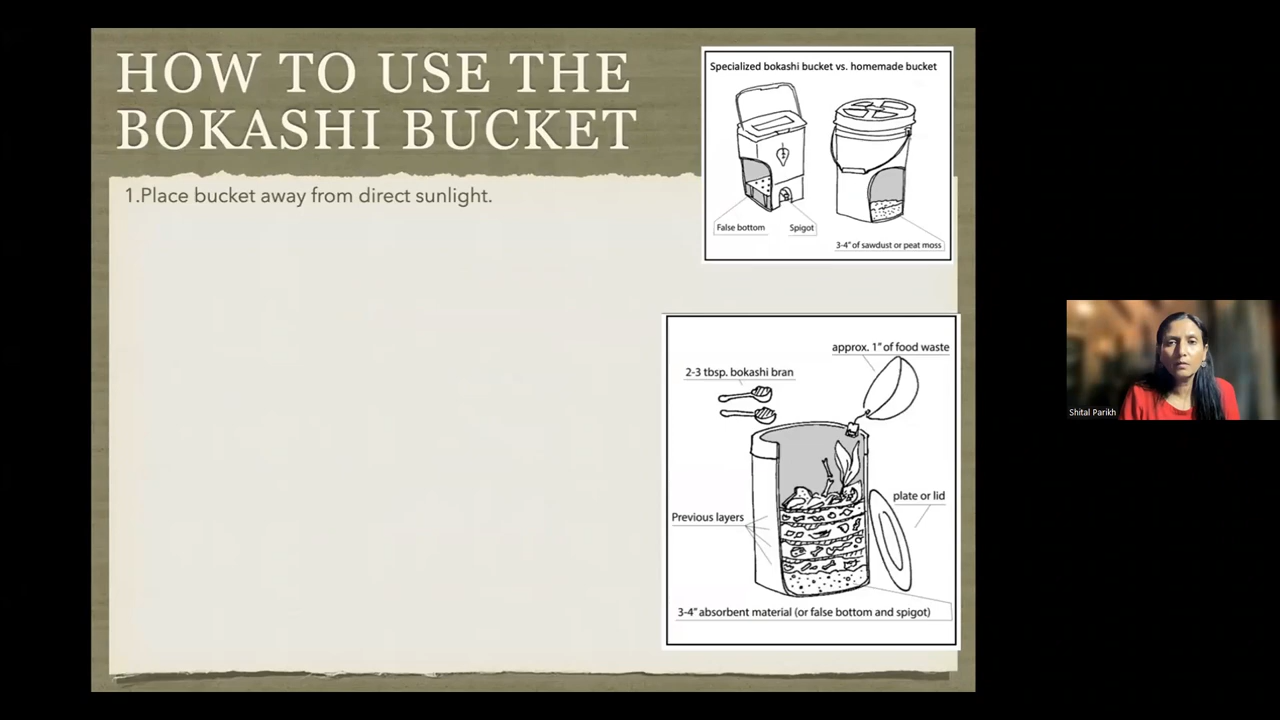 HOW TO USE THE
BOKASHI BUCKET
1.Place bucket away from direct sunlight.
Specialized bokashi bucket vs. homemade bucket
False bottom
Spigot
3-4" of sawdust or peat moss
approx. 1" of food waste
2-3 tbsp. bokashi bran
plate or lid
Previous layers
3-4" absorbent material (or false bottom and spigot)
Shital Parikh